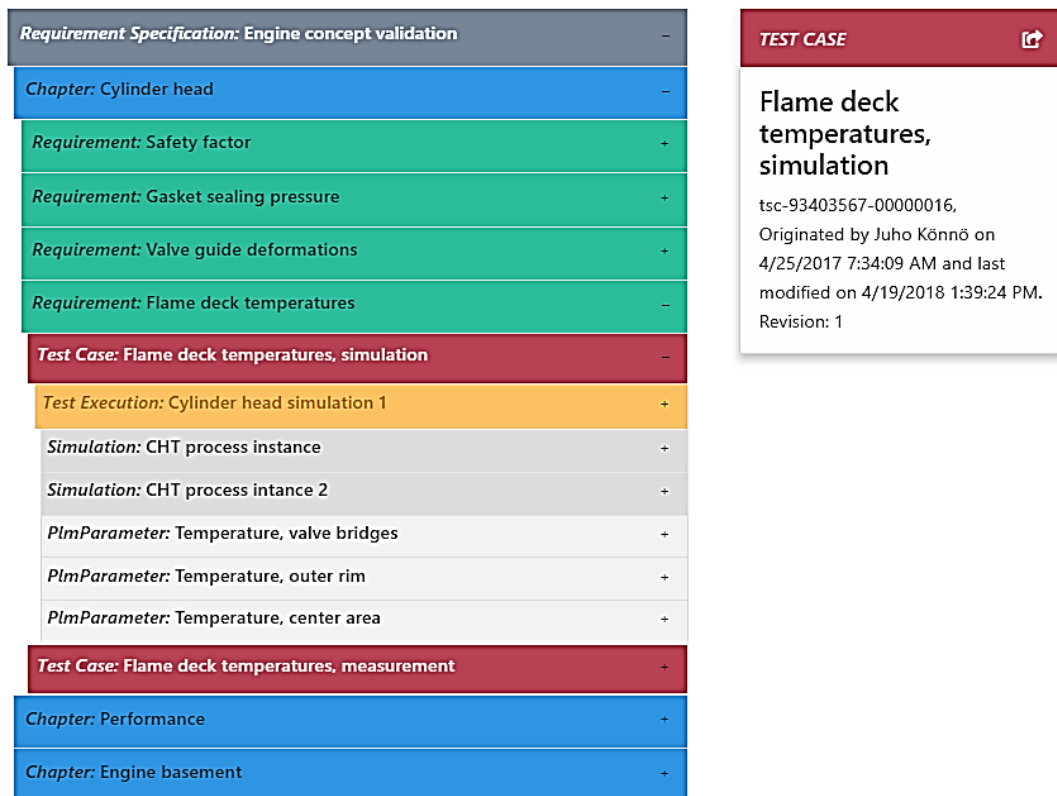 Requirement Specification: Engine concept validation –
Chapter: Cylinder head –
Requirement: Safety factor +
Requirement: Gasket sealing pressure +
Requirement: Valve guide deformations +
Requirement: Flame deck temperatures –
Test Case: Flame deck temperatures, simulation –
Test Execution: Cylinder head simulation 1 +
Simulation: CHT process instance +
Simulation: CHT process intance 2 +
PlmParameter: Temperature, valve bridges +
PlmParameter: Temperature, outer rim +
PlmParameter: Temperature, center area +
Test Case: Flame deck temperatures, measurement +
Chapter: Performance +
Chapter: Engine basement +
TEST CASE
Flame deck
temperatures,
simulation
tsc-93403567-00000016,
Originated by Juho Könnö on
4/25/2017 7:34:09 AM and last
modified on 4/19/2018 1:39:24 PM.
Revision: 1